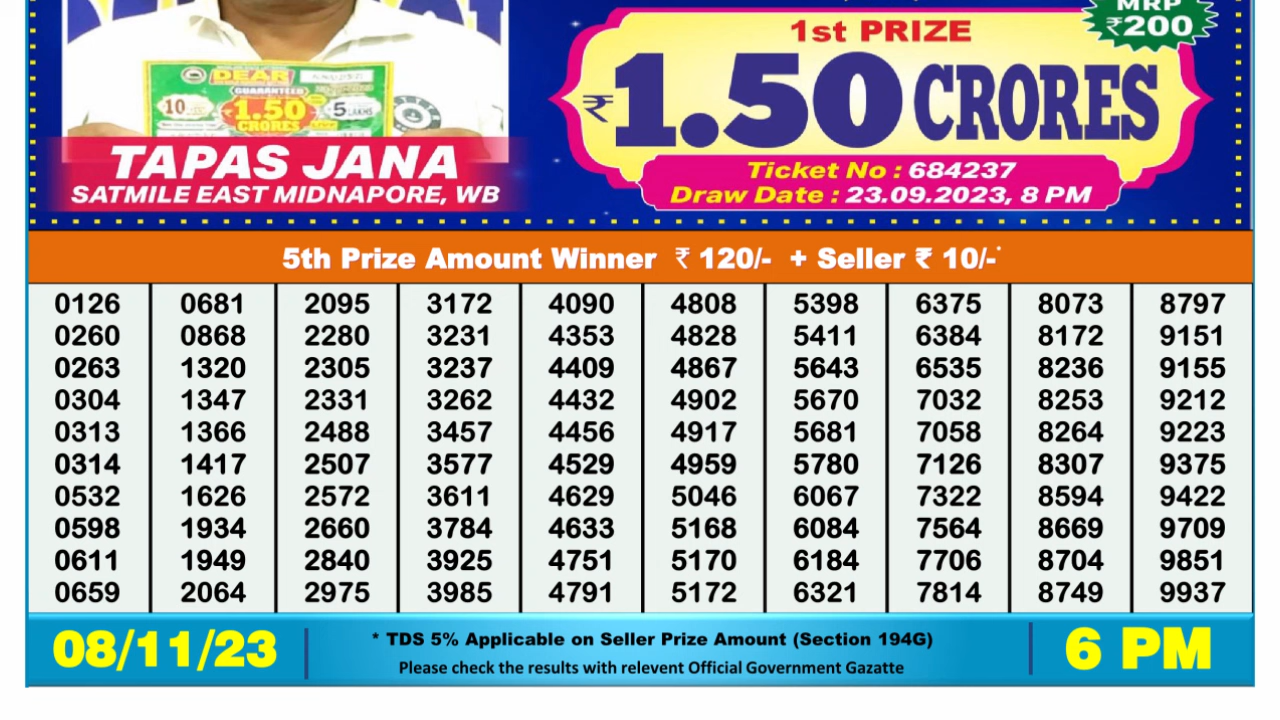 MRP
₹200
1st PRIZE
₹1.50 CRORES
DEAR
GUARANTEED
10
₹1.50
5 LAKHS
CRORES
TAPAS JANA
SATMILE EAST MIDNAPORE, WB
Ticket No : 684237
Draw Date : 23.09.2023, 8 PM
5th Prize Amount Winner ₹ 120/- + Seller ₹ 10/-*
0126 0681 2095 3172 4090 4808 5398 6375 8073 8797
0260 0868 2280 3231 4353 4828 5411 6384 8172 9151
0263 1320 2305 3237 4409 4867 5643 6535 8236 9155
0304 1347 2331 3262 4432 4902 5670 7032 8253 9212
0313 1366 2488 3457 4456 4917 5681 7058 8264 9223
0314 1417 2507 3577 4529 4959 5780 7126 8307 9375
0532 1626 2572 3611 4629 5046 6067 7322 8594 9422
0598 1934 2660 3784 4633 5168 6084 7564 8669 9709
0611 1949 2840 3925 4751 5170 6184 7706 8704 9851
0659 2064 2975 3985 4791 5172 6321 7814 8749 9937
08/11/23
* TDS 5% Applicable on Seller Prize Amount (Section 194G)
Please check the results with relevent Official Government Gazatte
6 PM